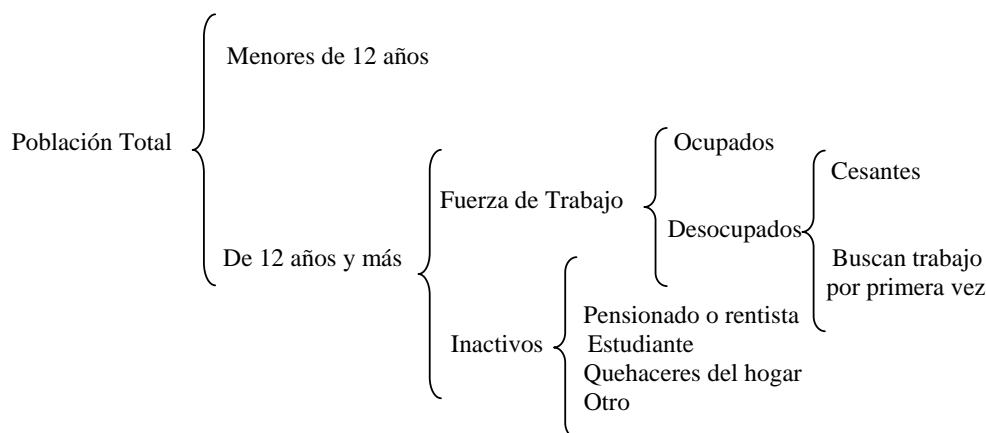 Menores de 12 años
Población Total
Ocupados
Cesantes
Fuerza de Trabajo
Desocupados
De 12 años y más
Buscan trabajo
por primera vez
Inactivos
Pensionado o rentista
Estudiante
Quehaceres del hogar
Otro